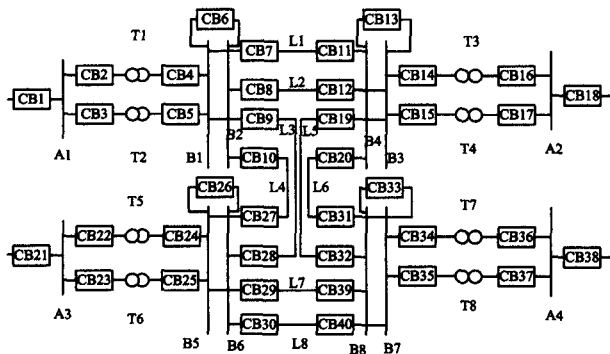 CB6 CB13
T1 CB7 L1 CB11 T3
CB2 CB4 CB14 CB16
CB1 CB8 L2 CB12 CB18
CB3 CB5 CB9 L3 L5 CB19 CB15 CB17
A1 T2 B1 B2 CB10 L4 L6 CB20 B4 B3 T4 A2
T5 CB26 CB27 CB31 CB33 T7
CB22 CB24 CB34 CB36
CB21 CB28 CB32 CB38
CB23 CB25 CB29 L7 CB39 CB35 CB37
A3 T6 T8 A4
B5 B6 CB30 L8 CB40 B8 B7